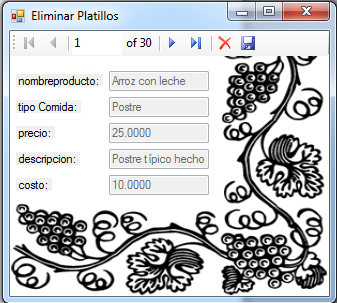 Eliminar Platillos
1 of 30
nombreproducto: Arroz con leche
tipo Comida: Postre
precio: 25.0000
descripcion: Postre típico hecho
costo: 10.0000